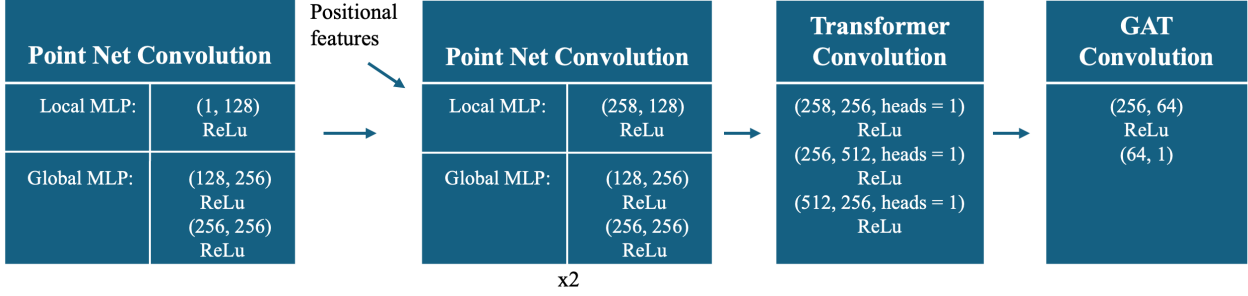 Point Net Convolution
Local MLP:
(1, 128)
ReLu
Global MLP:
(128, 256)
ReLu
(256, 256)
ReLu
Positional
features
Point Net Convolution
Local MLP:
(258, 128)
ReLu
Global MLP:
(128, 256)
ReLu
(256, 256)
ReLu
x2
Transformer
Convolution
(258, 256, heads = 1)
ReLu
(256, 512, heads = 1)
ReLu
(512, 256, heads = 1)
ReLu
GAT
Convolution
(256, 64)
ReLu
(64, 1)